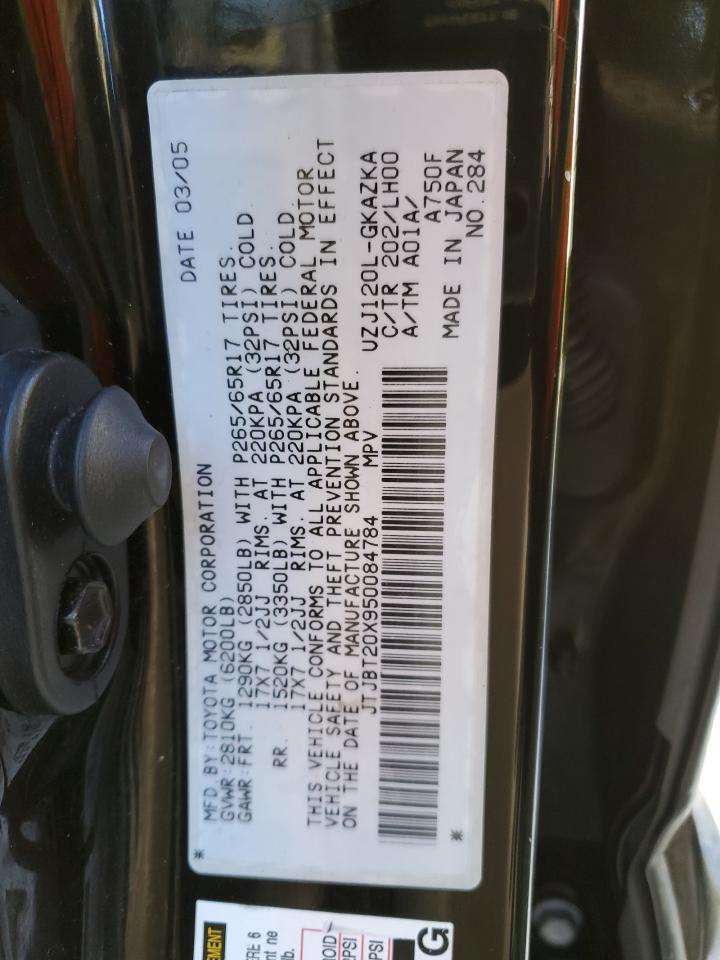 MFD. BY: TOYOTA MOTOR CORPORATION DATE 03/05
GVWR: 2810KG (6200LB)
GAWR: FRT. 1290KG (2850LB) WITH P265/65R17 TIRES.
17X7 1/2JJ RIMS. AT 220KPA (32PSI) COLD
RR. 1520KG (3350LB) WITH P265/65R17 TIRES.
17X7 1/2JJ RIMS. AT 220KPA (32PSI) COLD.
THIS VEHICLE CONFORMS TO ALL APPLICABLE FEDERAL MOTOR
VEHICLE SAFETY AND THEFT PREVENTION STANDARDS IN EFFECT
ON THE DATE OF MANUFACTURE SHOWN ABOVE.
JTJBT20X950084784 MPV UZJ120L-GKAZKA
C/TR 202/LH00
A/TM A01A/
A750F
MADE IN JAPAN
NO.284
* *
G
PSI